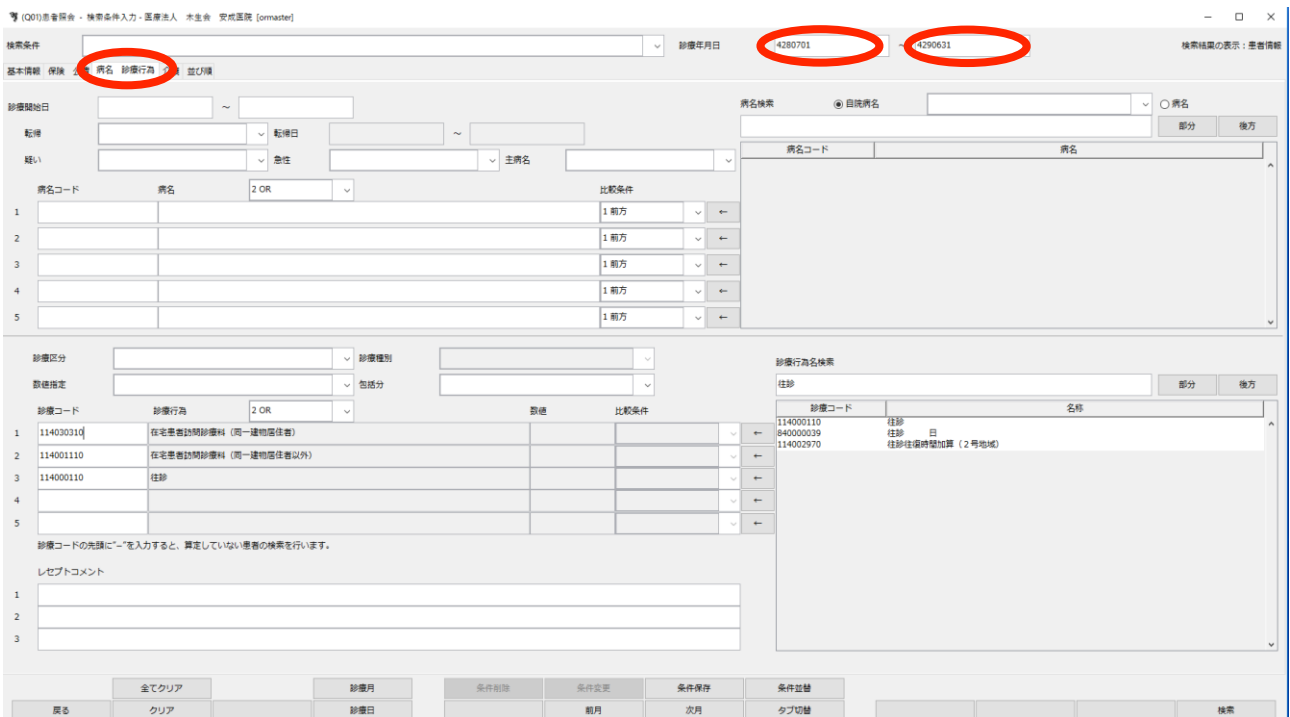 (Q01)患者照会 - 検索条件入力 - 医療法人 木生会 安成医院 [ormaster]
検索条件 診療年月日 4280701 ～ 4290631 検索結果の表示：患者情報
基本情報 保険 病名 診療行為 並び順
診療開始日 ～ 病名検索 自院病名 病名
転帰 転帰日 ～ 部分 後方
疑い 急性 主病名 病名コード 病名
病名コード 病名 2 OR 比較条件
1 1 前方 ←
2 1 前方 ←
3 1 前方 ←
4 1 前方 ←
5 1 前方 ←
診療区分 診療種別 診療行為名検索
数値指定 包括分 往診 部分 後方
診療コード 診療行為 2 OR 数値 比較条件 診療コード 名称
1 114030310 在宅患者訪問診療料（同一建物居住者） ← 114000110 往診
840000039 往診 日
2 114001110 在宅患者訪問診療料（同一建物居住者以外） ← 114002970 往診往復時間加算（２号地域）
3 114000110 往診 ←
4 ←
5 ←
診療コードの先頭に"−"を入力すると、算定していない患者の検索を行います。
レセプトコメント
1
2
3
全てクリア 診療月 条件削除 条件変更 条件保存 条件並替
戻る クリア 診療日 前月 次月 タブ切替 検索